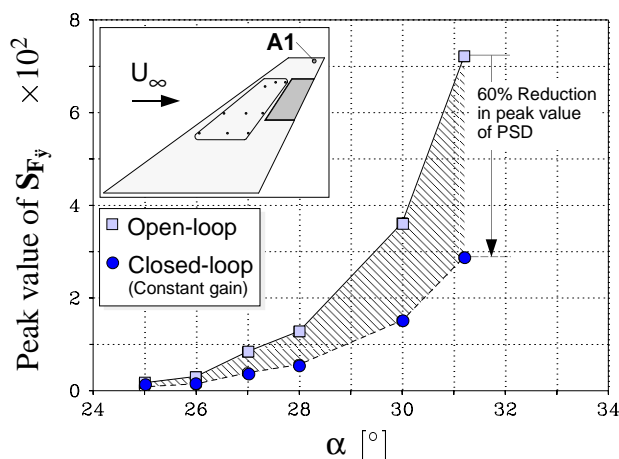 Peak value of S_Fÿ ×10²
8
6
4
2
0
24
26
28
30
32
34
α [°]
A1
U∞
60% Reduction
in peak value
of PSD
Open-loop
Closed-loop
(Constant gain)